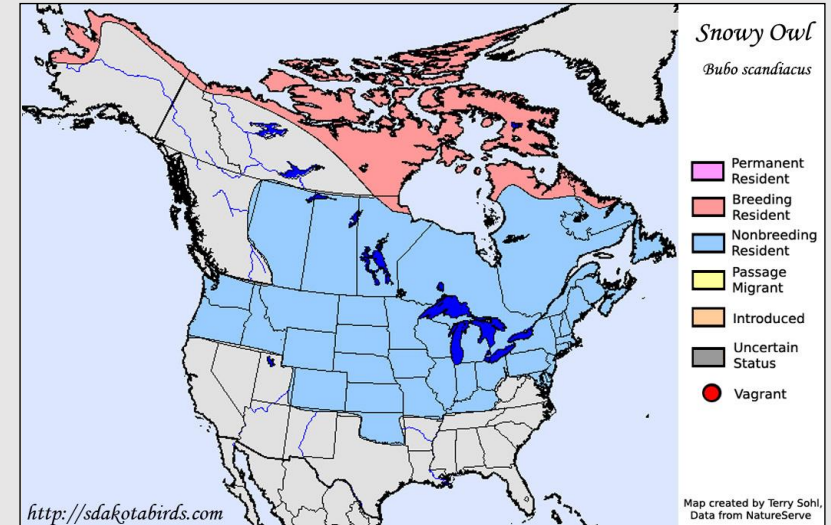 Snowy Owl
Bubo scandiacus
Permanent
Resident
Breeding
Resident
Nonbreeding
Resident
Passage
Migrant
Introduced
Uncertain
Status
Vagrant
http://sdakotabirds.com
Map created by Terry Sohl,
Data from NatureServe